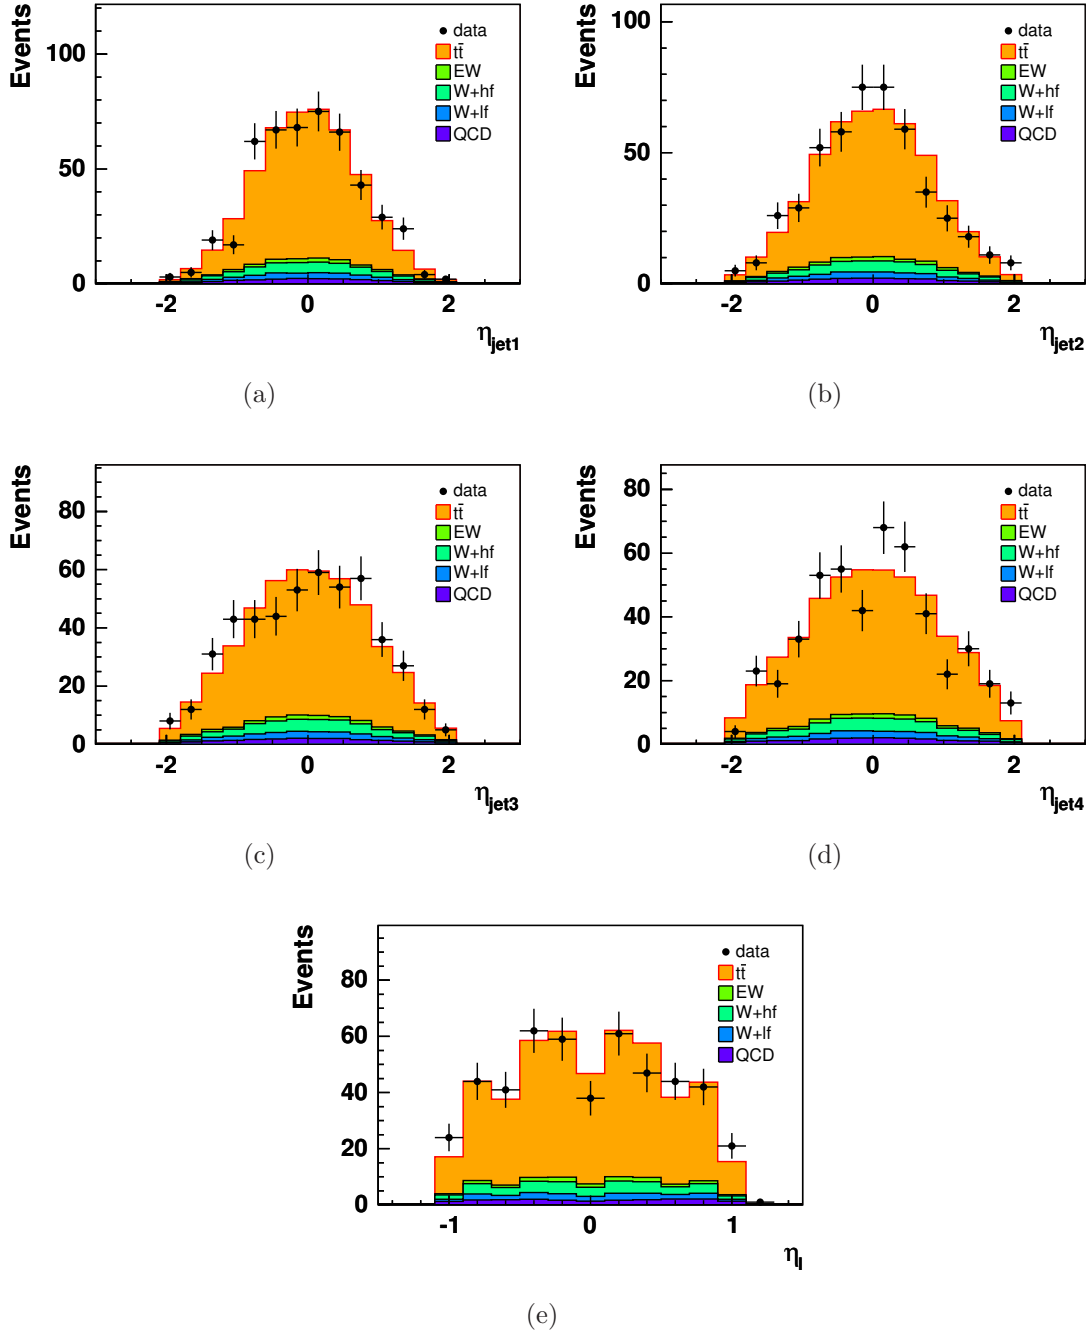 Events
100
50
0
-2 0 2
η_jet1
data
tt̄
EW
W+hf
W+lf
QCD
(a)
Events
100
50
0
-2 0 2
η_jet2
data
tt̄
EW
W+hf
W+lf
QCD
(b)
Events
80
60
40
20
0
-2 0 2
η_jet3
data
tt̄
EW
W+hf
W+lf
QCD
(c)
Events
80
60
40
20
0
-2 0 2
η_jet4
data
tt̄
EW
W+hf
W+lf
QCD
(d)
Events
80
60
40
20
0
-1 0 1
η_l
data
tt̄
EW
W+hf
W+lf
QCD
(e)